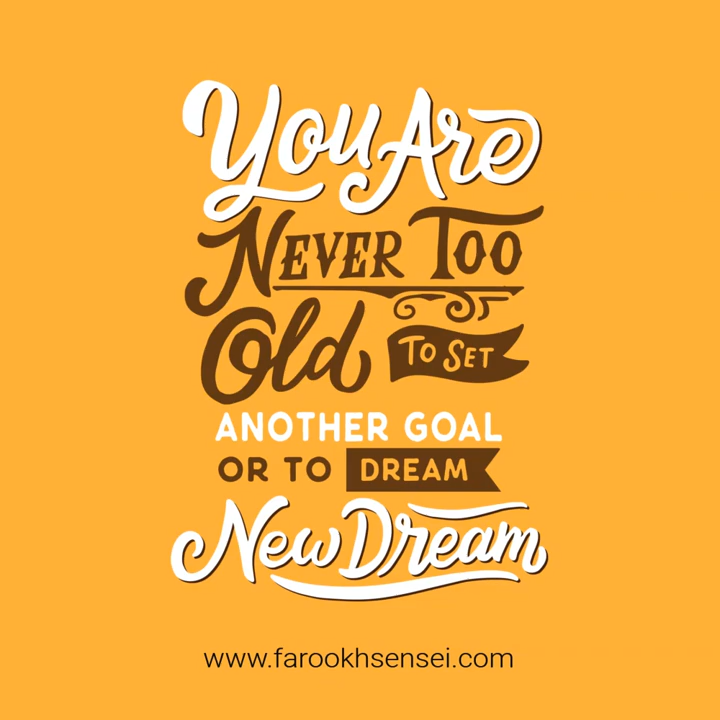 You Are
NEVER TOO
Old TO SET
ANOTHER GOAL
OR TO DREAM
New Dream
www.farookhsensei.com